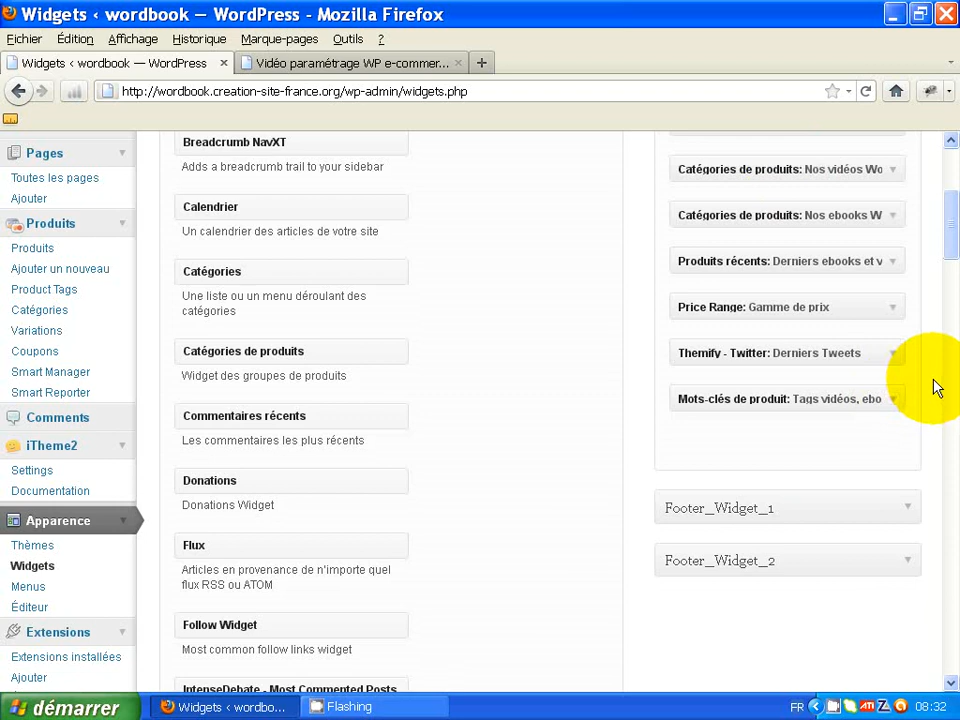 Widgets ‹ wordbook — WordPress - Mozilla Firefox
Fichier Édition Affichage Historique Marque-pages Outils ?
Widgets ‹ wordbook — WordPress × Vidéo paramétrage WP e-commer... ×
http://wordbook.creation-site-france.org/wp-admin/widgets.php
Pages
Toutes les pages
Ajouter
Produits
Produits
Ajouter un nouveau
Product Tags
Catégories
Variations
Coupons
Smart Manager
Smart Reporter
Comments
iTheme2
Settings
Documentation
Apparence
Thèmes
Widgets
Menus
Éditeur
Extensions
Extensions installées
Ajouter
Breadcrumb NavXT
Adds a breadcrumb trail to your sidebar
Calendrier
Un calendrier des articles de votre site
Catégories
Une liste ou un menu déroulant des
catégories
Catégories de produits
Widget des groupes de produits
Commentaires récents
Les commentaires les plus récents
Donations
Donations Widget
Flux
Articles en provenance de n'importe quel
flux RSS ou ATOM
Follow Widget
Most common follow links widget
IntenseDebate - Most Commented Posts
Catégories de produits: Nos vidéos Wo
Catégories de produits: Nos ebooks W
Produits récents: Derniers ebooks et v
Price Range: Gamme de prix
Themify - Twitter: Derniers Tweets
Mots-clés de produit: Tags vidéos, ebo
Footer_Widget_1
Footer_Widget_2
démarrer Widgets ‹ wordbo... Flashing FR 08:32